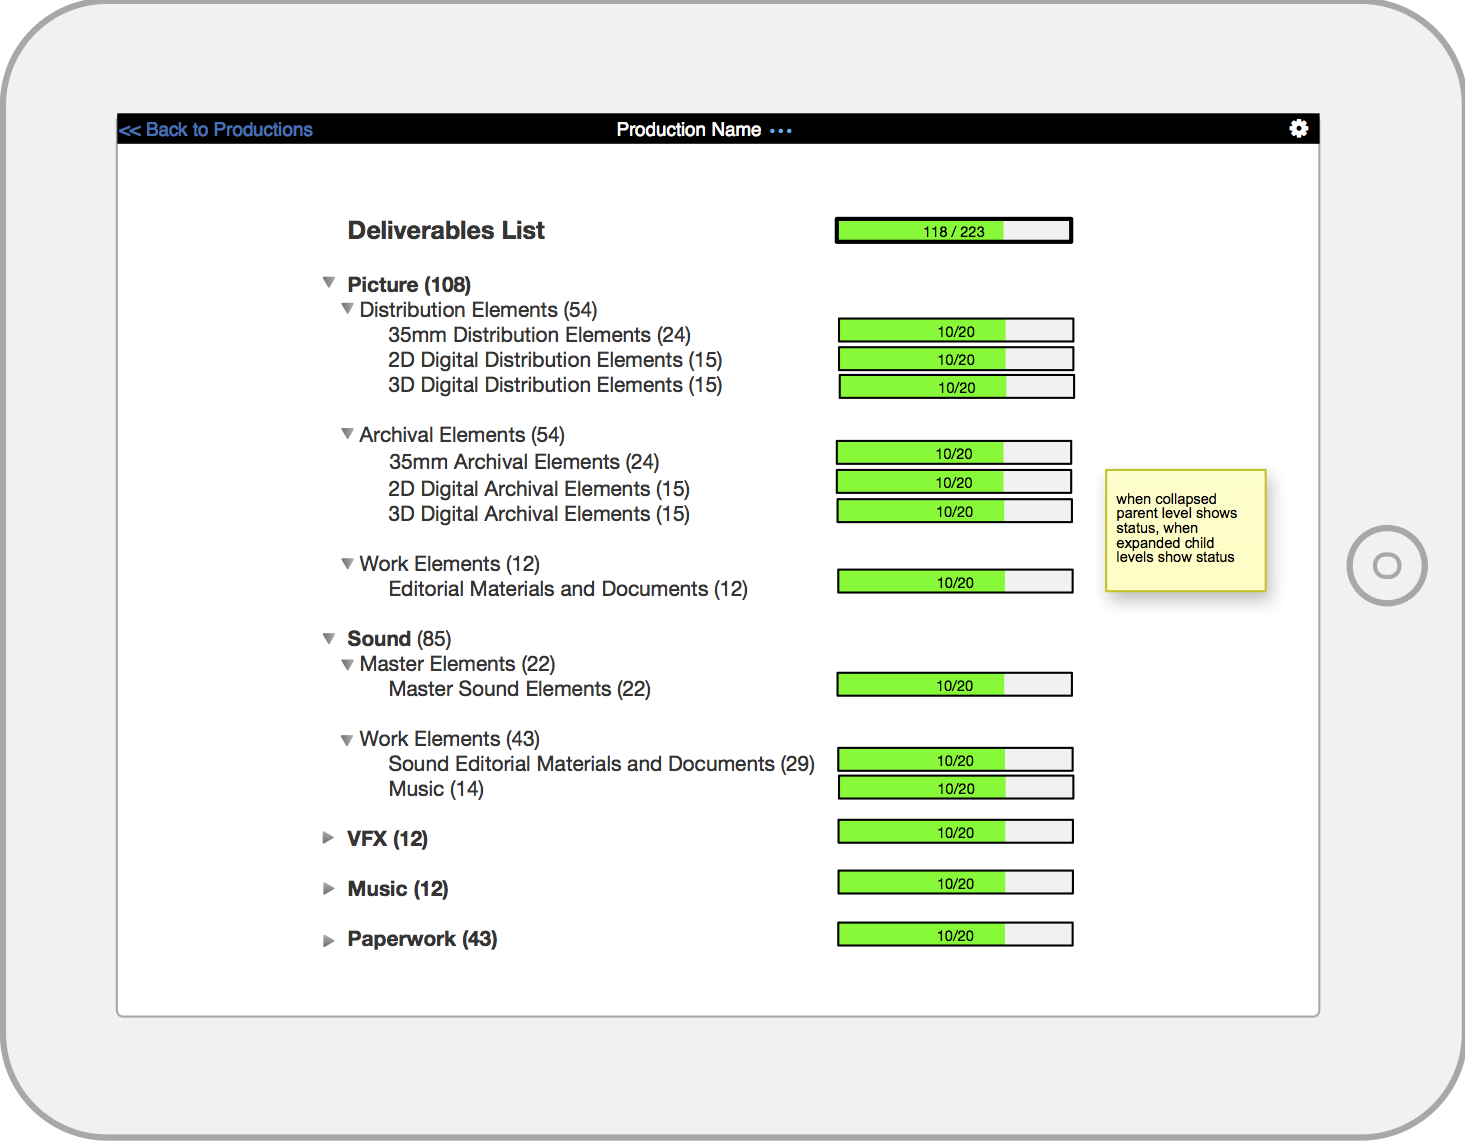 << Back to Productions
Production Name •••
Deliverables List
118 / 223
Picture (108)
Distribution Elements (54)
35mm Distribution Elements (24)
10/20
2D Digital Distribution Elements (15)
10/20
3D Digital Distribution Elements (15)
10/20
Archival Elements (54)
35mm Archival Elements (24)
10/20
2D Digital Archival Elements (15)
10/20
3D Digital Archival Elements (15)
10/20
when collapsed
parent level shows
status, when
expanded child
levels show status
Work Elements (12)
Editorial Materials and Documents (12)
10/20
Sound (85)
Master Elements (22)
Master Sound Elements (22)
10/20
Work Elements (43)
Sound Editorial Materials and Documents (29)
10/20
Music (14)
10/20
VFX (12)
10/20
Music (12)
10/20
Paperwork (43)
10/20